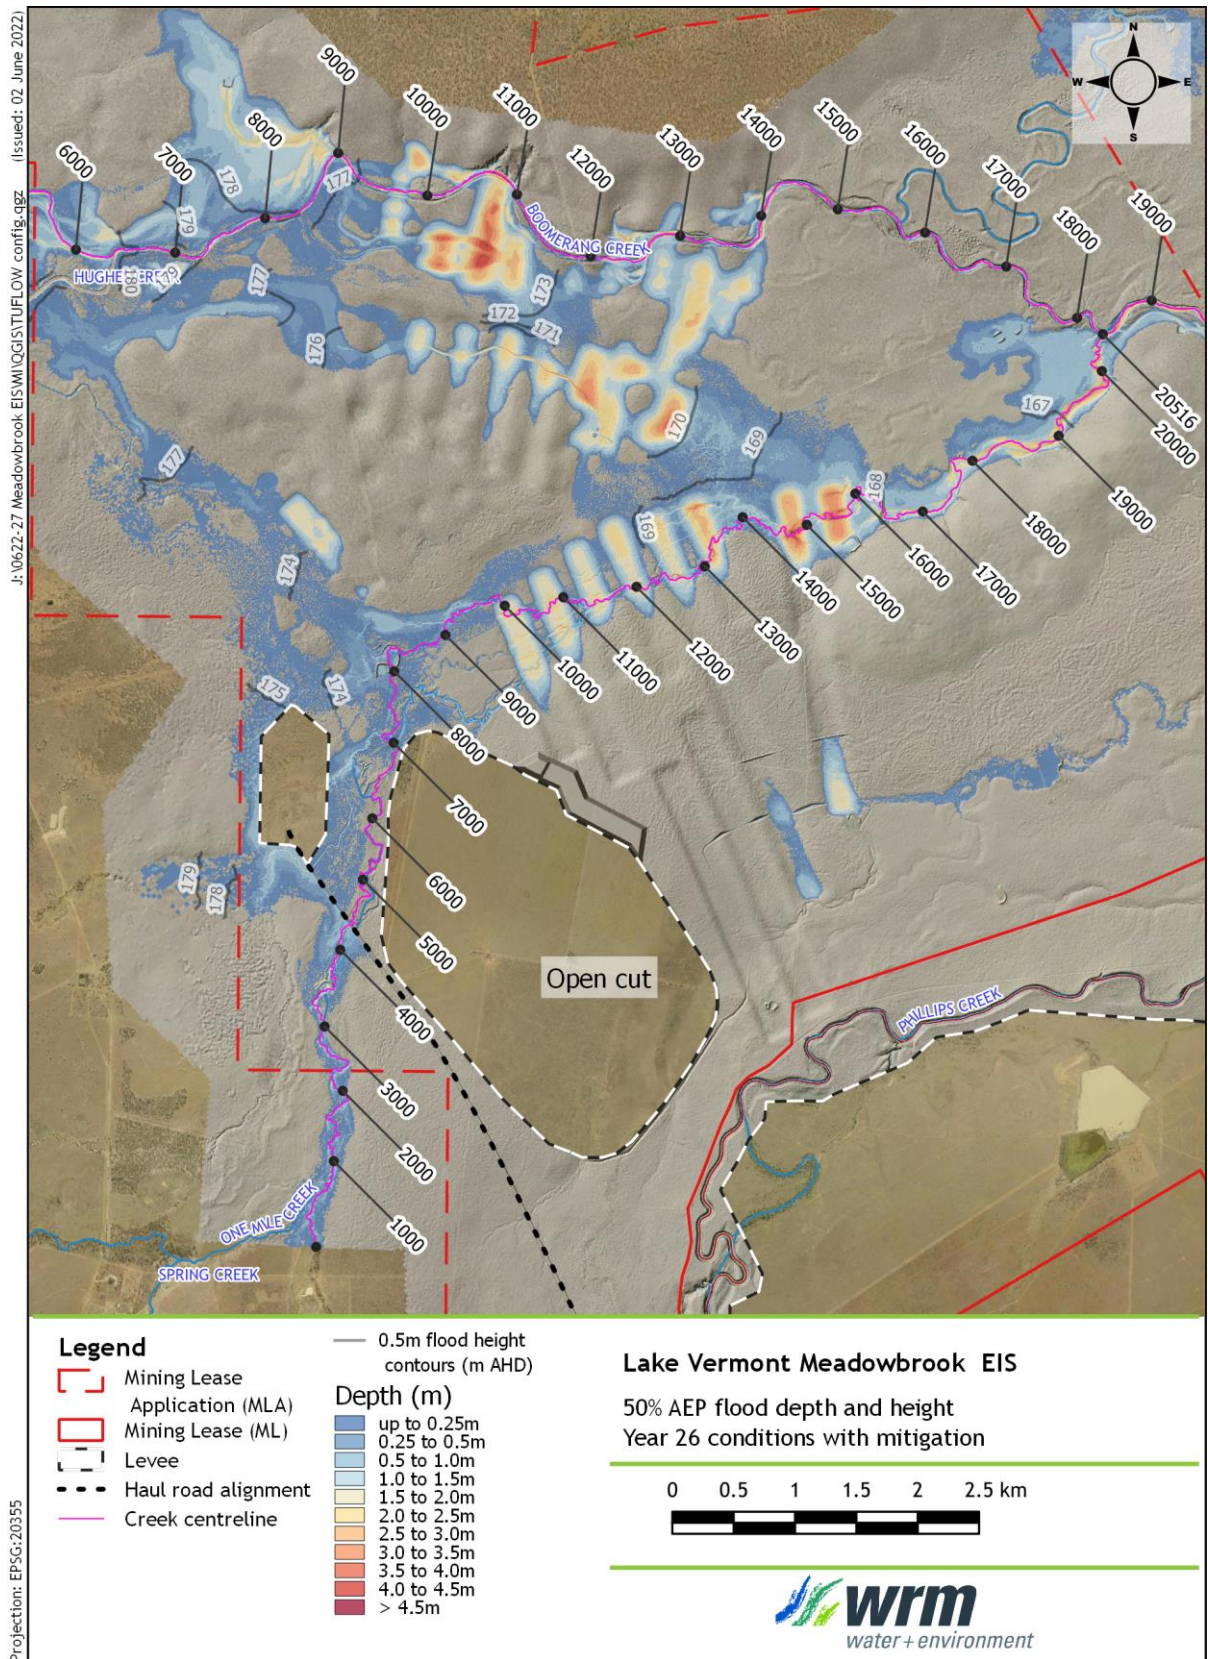 J:\0622-27 Meadowbrook EIS\WI\QGIS\TUFLOW config.qgz (Issued: 02 June 2022)
Projection: EPSG:20355
N
W
E
S
6000
7000
8000
9000
10000
11000
12000
13000
14000
15000
16000
17000
18000
19000
BOOMERANG CREEK
178
177
179
180
177
176
172
173
171
170
169
169
168
167
177
174
174
175
179
178
20516
20000
19000
18000
17000
16000
15000
14000
13000
12000
11000
10000
9000
8000
7000
6000
5000
4000
3000
2000
1000
Open cut
PHILLIPS CREEK
ONE MILE CREEK
SPRING CREEK
Legend
Mining Lease
Application (MLA)
Mining Lease (ML)
Levee
Haul road alignment
Creek centreline
0.5m flood height
contours (m AHD)
Depth (m)
up to 0.25m
0.25 to 0.5m
0.5 to 1.0m
1.0 to 1.5m
1.5 to 2.0m
2.0 to 2.5m
2.5 to 3.0m
3.0 to 3.5m
3.5 to 4.0m
4.0 to 4.5m
> 4.5m
Lake Vermont Meadowbrook EIS
50% AEP flood depth and height
Year 26 conditions with mitigation
0 0.5 1 1.5 2 2.5 km
wrm
water + environment